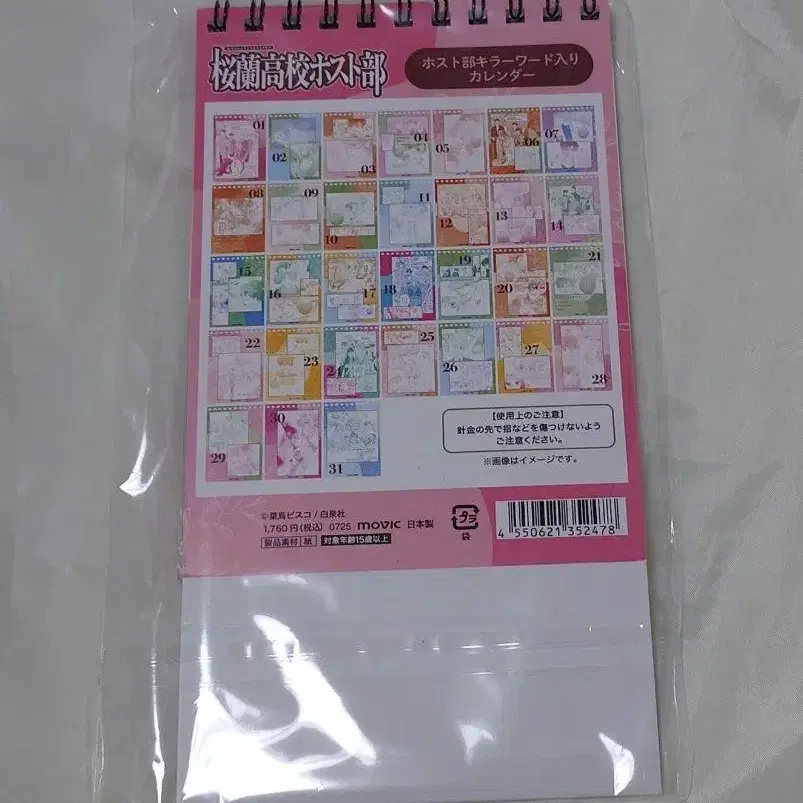 桜蘭高校ホスト部
ホスト部キラーワード入り
カレンダー
01
02
03
04
05
06
07
08
09
10
11
12
13
14
15
16
17
18
19
20
21
22
23
24
25
26
27
28
29
30
31
【使用上のご注意】
針金の先で指などを傷つけないよう
ご注意ください。
※画像はイメージです。
©葉鳥ビスコ/白泉社
1,760円(税込) 0725 movic 日本製
製品素材 紙 対象年齢15歳以上
プラ
袋
4 550621 352478